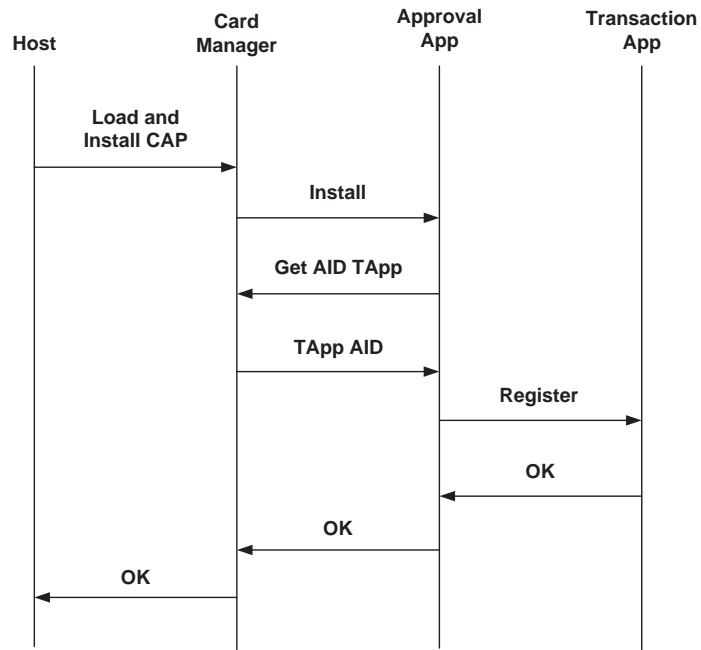 Host
Card
Manager
Approval
App
Transaction
App
Load and
Install CAP
Install
Get AID TApp
TApp AID
Register
OK
OK
OK